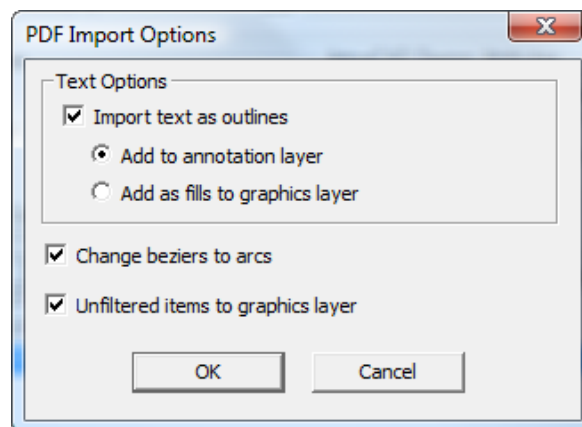 PDF Import Options
Text Options
Import text as outlines
Add to annotation layer
Add as fills to graphics layer
Change beziers to arcs
Unfiltered items to graphics layer
OK Cancel